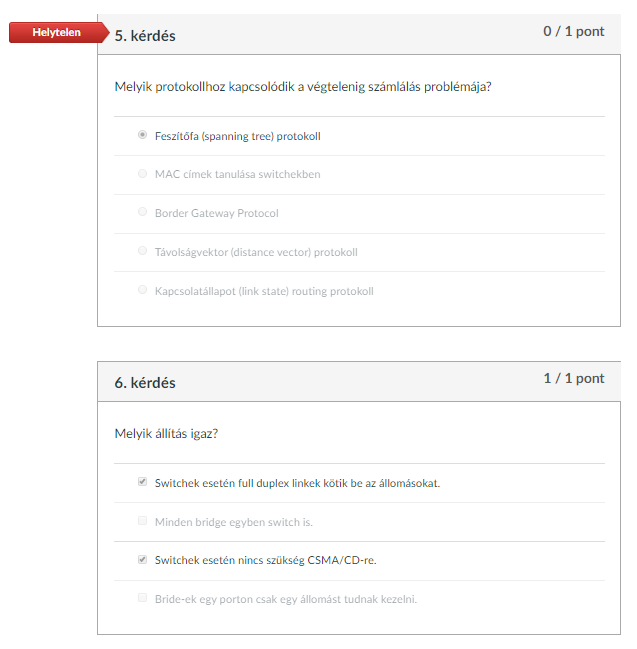 Helytelen
5. kérdés
0 / 1 pont
Melyik protokollhoz kapcsolódik a végtelenig számlálás problémája?
Feszítőfa (spanning tree) protokoll
MAC címek tanulása switchekben
Border Gateway Protocol
Távolságvektor (distance vector) protokoll
Kapcsolatállapot (link state) routing protokoll
6. kérdés
1 / 1 pont
Melyik állítás igaz?
Switchek esetén full duplex linkek kötik be az állomásokat.
Minden bridge egyben switch is.
Switchek esetén nincs szükség CSMA/CD-re.
Bride-ek egy porton csak egy állomást tudnak kezelni.